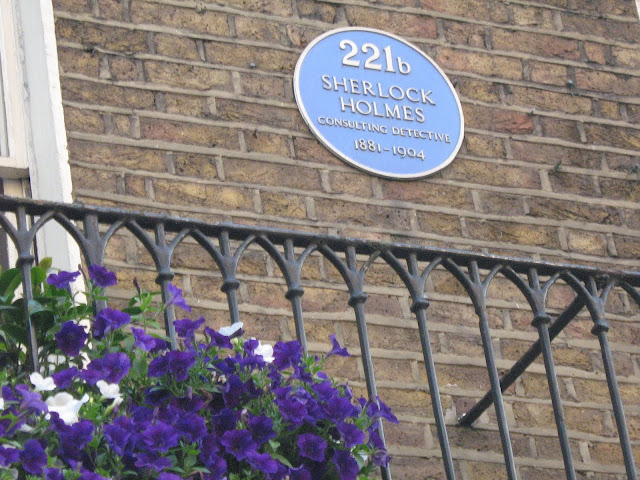 221b
SHERLOCK
HOLMES
CONSULTING DETECTIVE
1881-1904